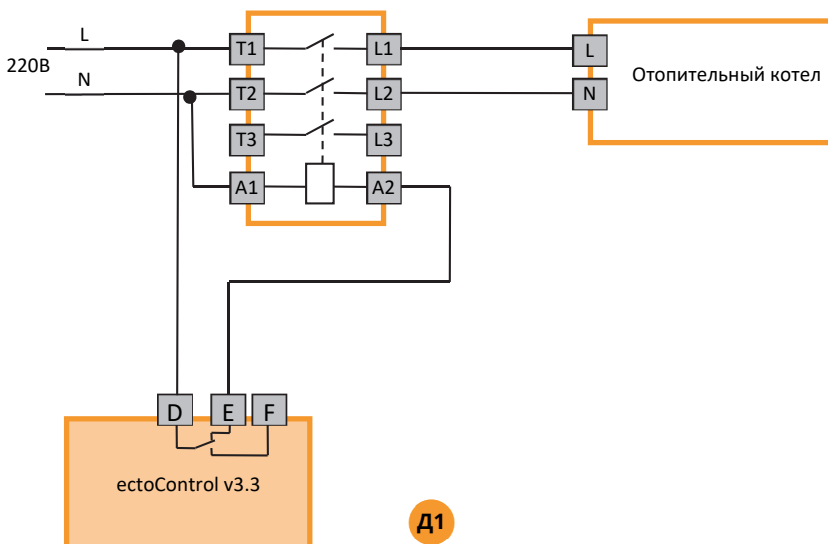 L
220В
N
T1
L1
L
T2
L2
N
Отопительный котел
T3
L3
A1
A2
D
E
F
ectoControl v3.3
Д1